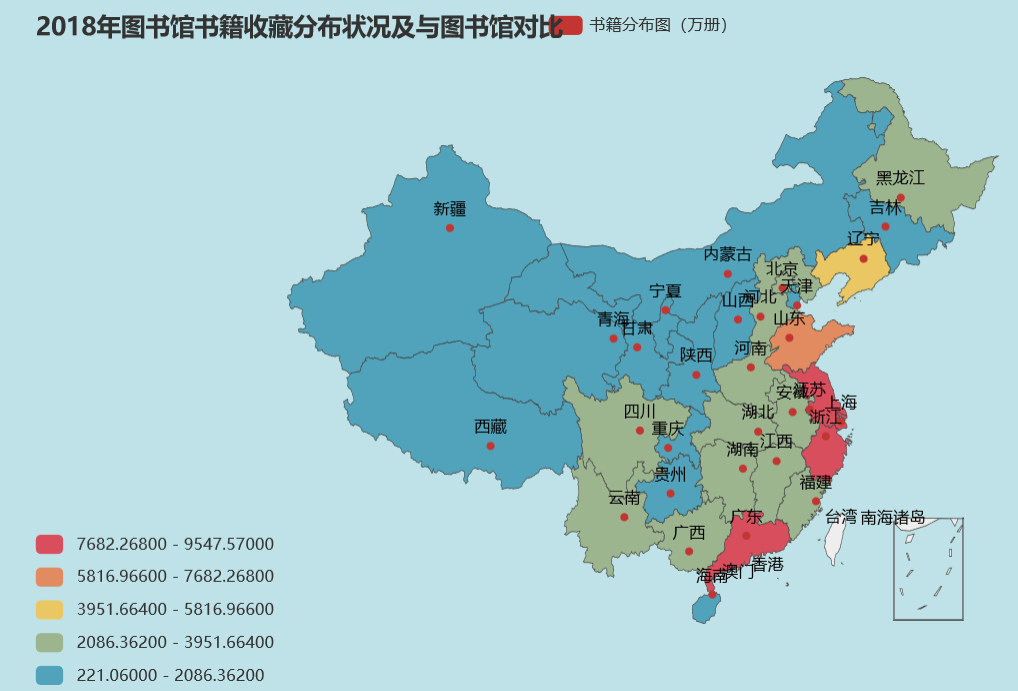 2018年图书馆书籍收藏分布状况及与图书馆对比
书籍分布图（万册）
黑龙江
新疆
吉林
辽宁
内蒙古
北京
天津
宁夏
山西
河北
青海
甘肃
山东
河南
陕西
安徽
江苏
上海
四川
湖北
浙江
西藏
重庆
江西
湖南
贵州
福建
云南
广东
台湾
南海诸岛
广西
香港
澳门
海南
7682.26800 - 9547.57000
5816.96600 - 7682.26800
3951.66400 - 5816.96600
2086.36200 - 3951.66400
221.06000 - 2086.36200